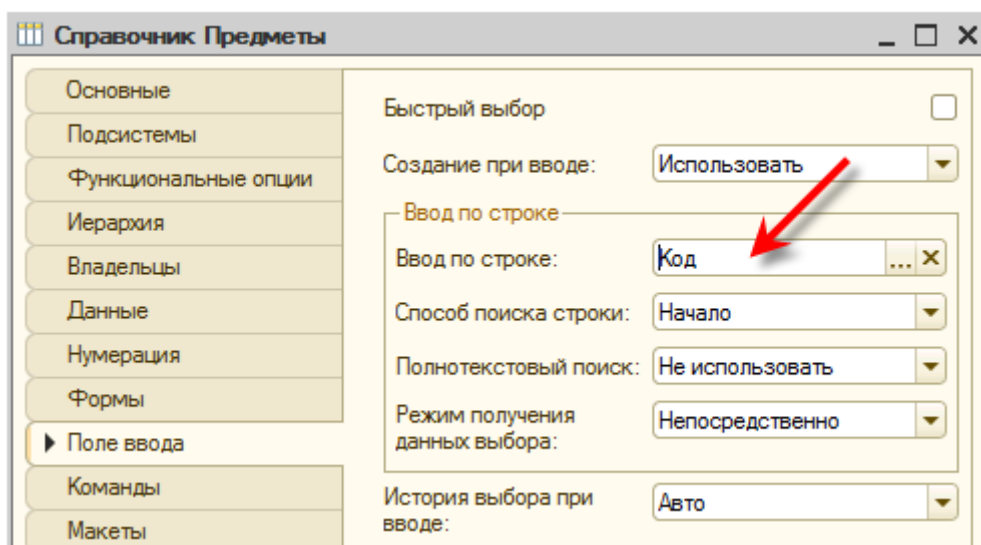 Справочник Предметы
Основные
Подсистемы
Функциональные опции
Иерархия
Владельцы
Данные
Нумерация
Формы
Поле ввода
Команды
Макеты
Быстрый выбор
Создание при вводе: Использовать
Ввод по строке
Ввод по строке: Код ...
Способ поиска строки: Начало
Полнотекстовый поиск: Не использовать
Режим получения
данных выбора: Непосредственно
История выбора при
вводе: Авто